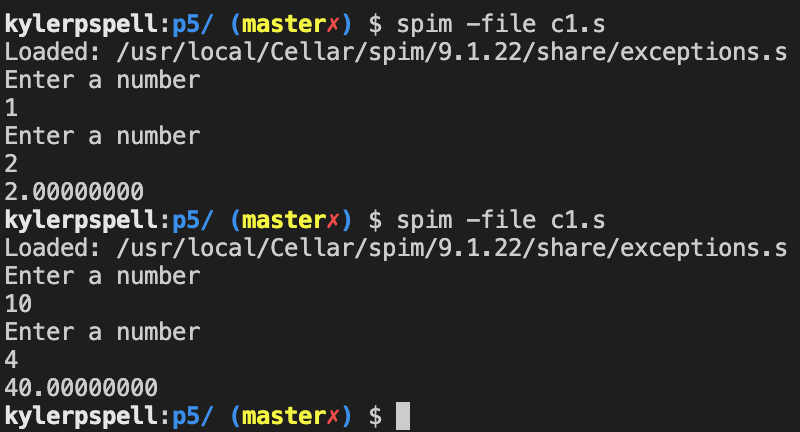 kylerpspell:p5/ (master✗) $ spim -file c1.s
Loaded: /usr/local/Cellar/spim/9.1.22/share/exceptions.s
Enter a number
1
Enter a number
2
2.00000000
kylerpspell:p5/ (master✗) $ spim -file c1.s
Loaded: /usr/local/Cellar/spim/9.1.22/share/exceptions.s
Enter a number
10
Enter a number
4
40.00000000
kylerpspell:p5/ (master✗) $